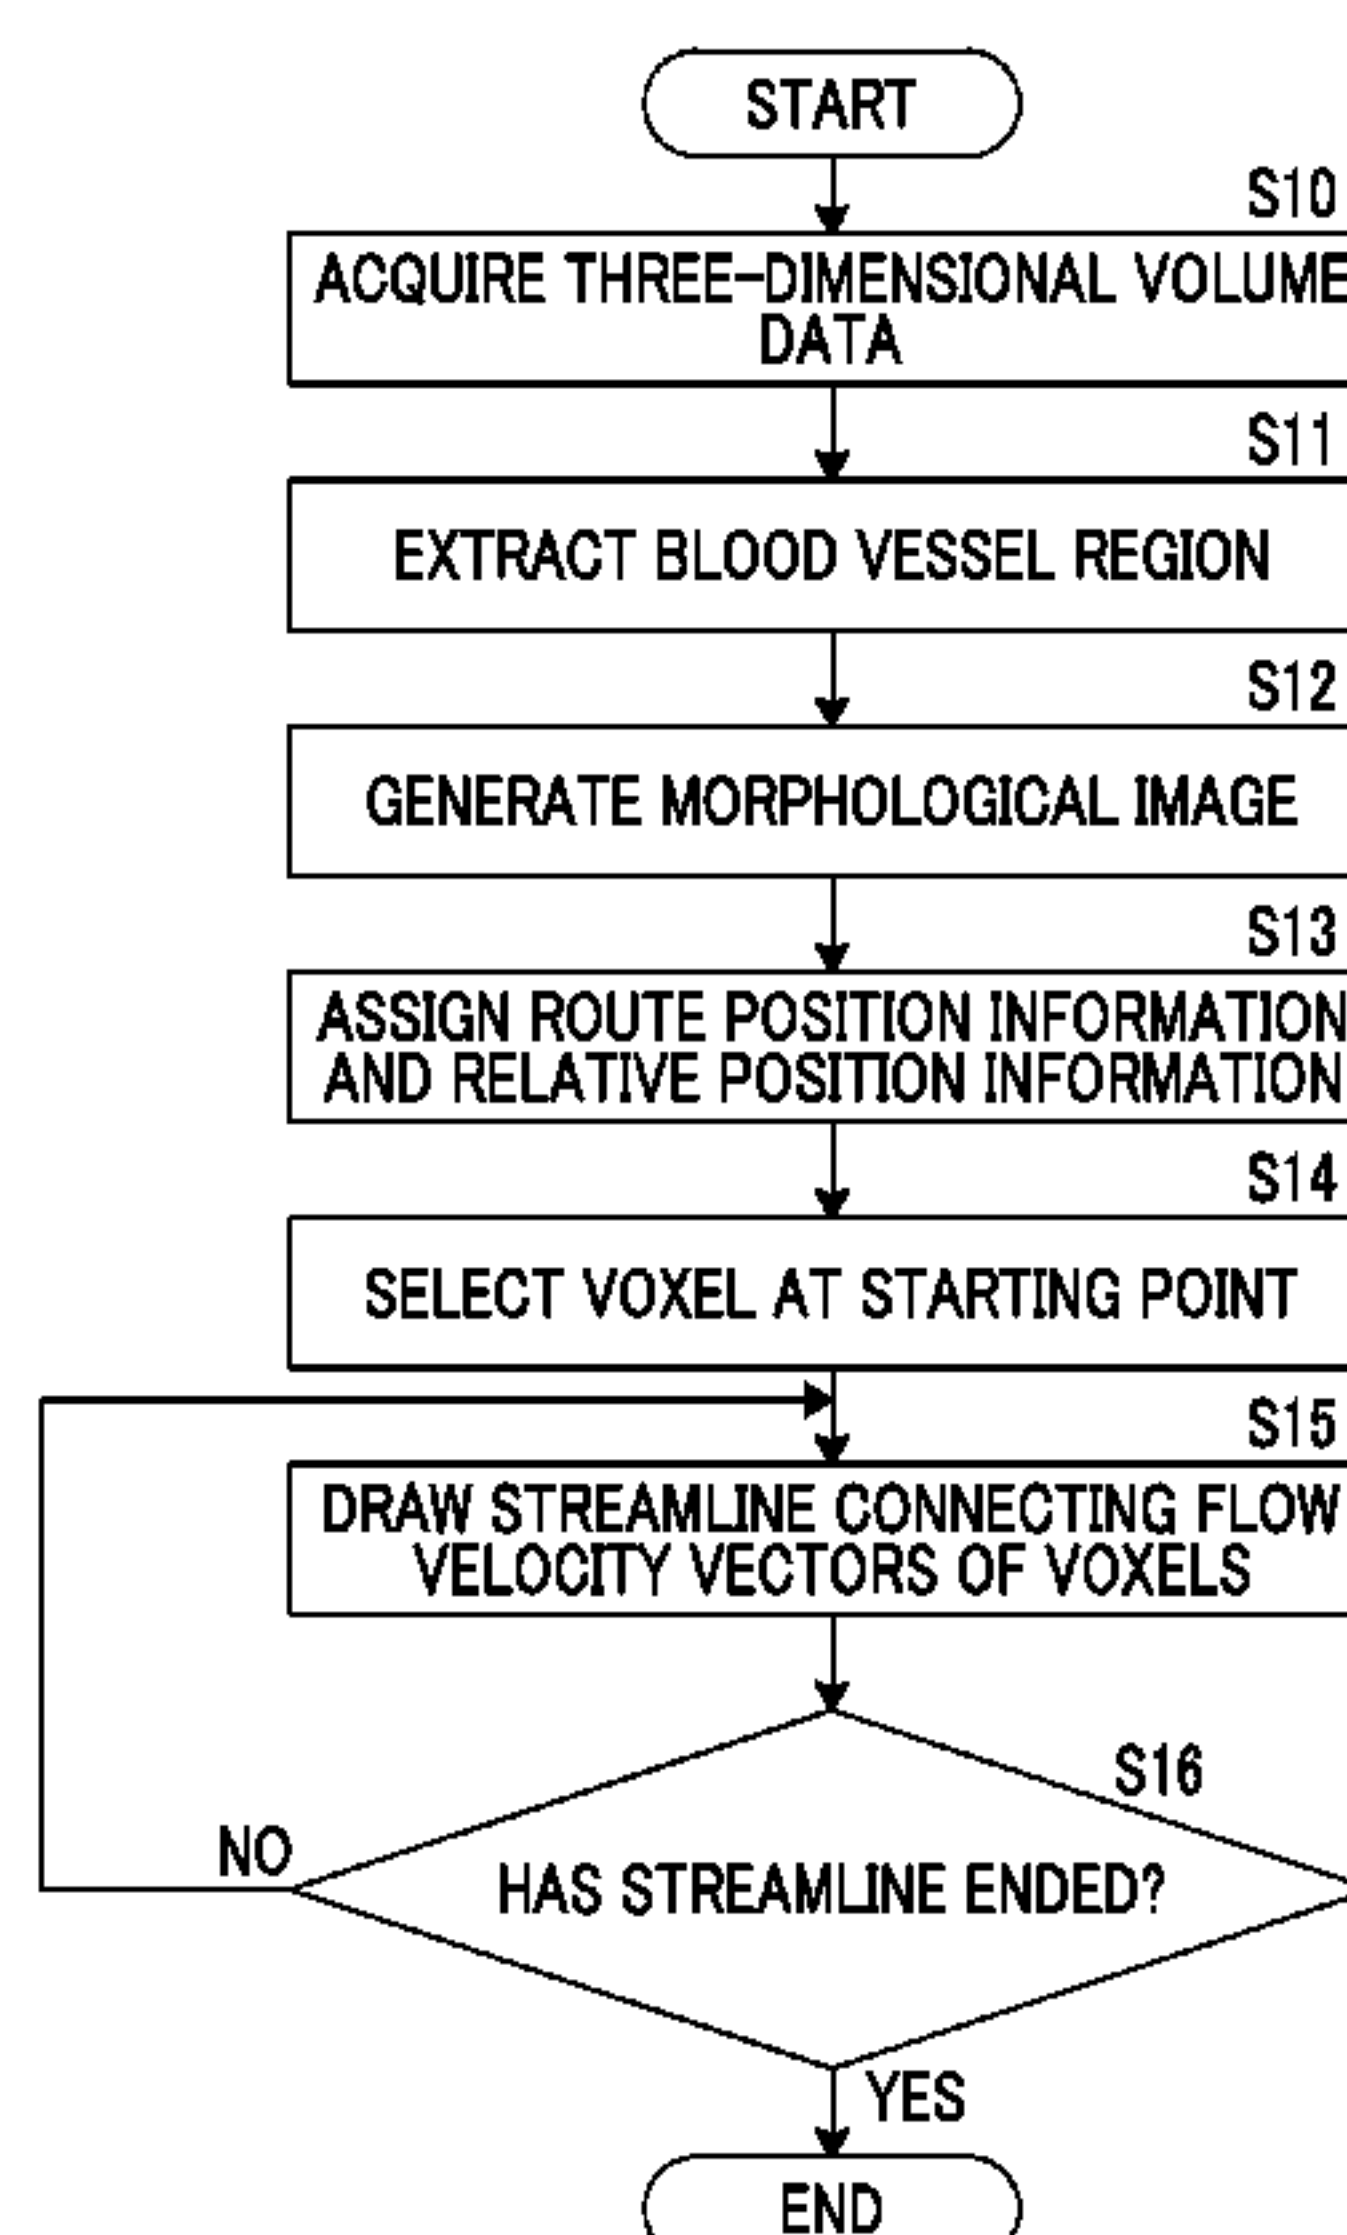 START
S10
ACQUIRE THREE-DIMENSIONAL VOLUME
DATA
S11
EXTRACT BLOOD VESSEL REGION
S12
GENERATE MORPHOLOGICAL IMAGE
S13
ASSIGN ROUTE POSITION INFORMATION
AND RELATIVE POSITION INFORMATION
S14
SELECT VOXEL AT STARTING POINT
S15
DRAW STREAMLINE CONNECTING FLOW
VELOCITY VECTORS OF VOXELS
S16
NO
HAS STREAMLINE ENDED?
YES
END